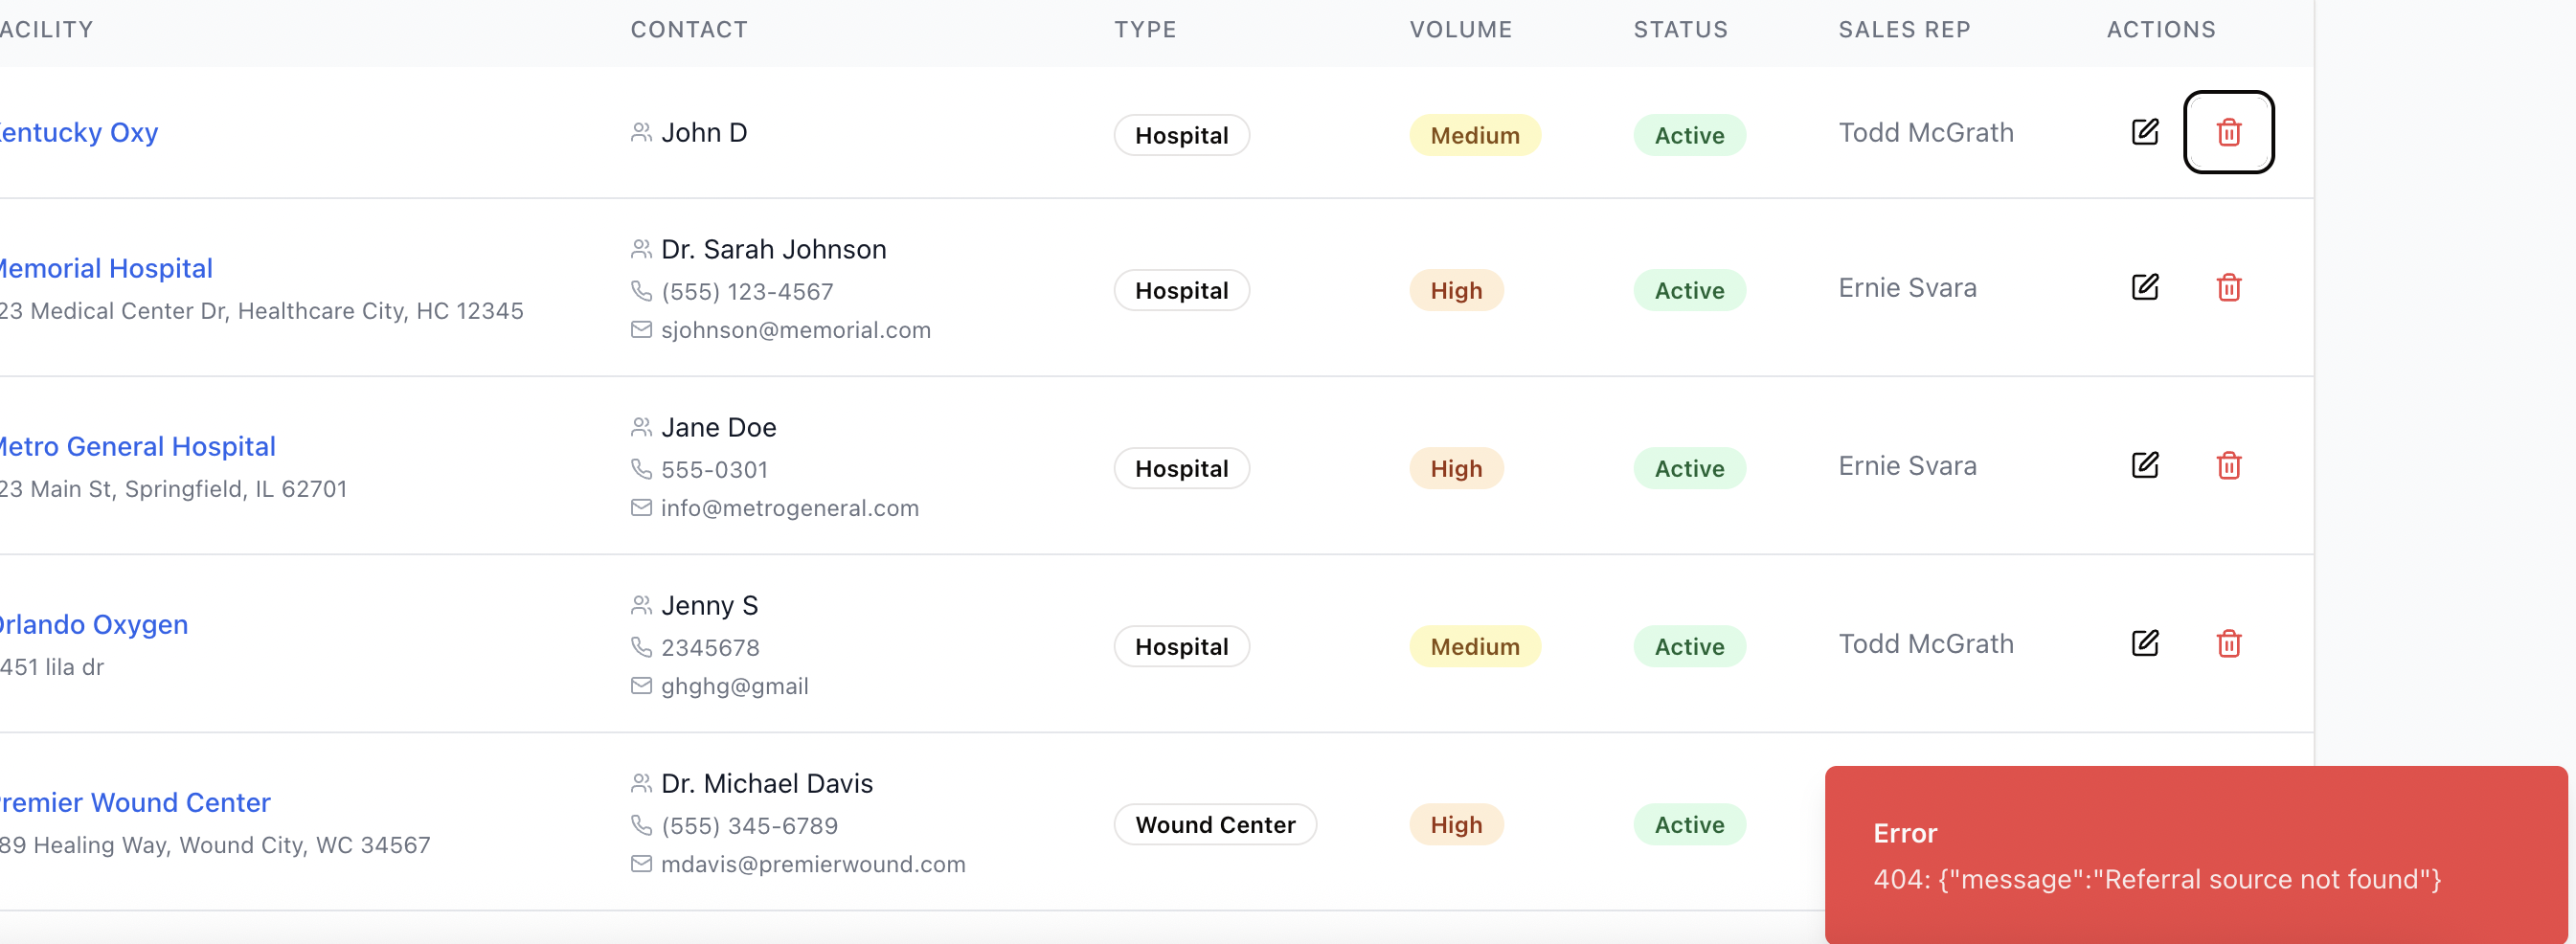 ACILITY CONTACT TYPE VOLUME STATUS SALES REP ACTIONS
entucky Oxy John D Hospital Medium Active Todd McGrath
Memorial Hospital
23 Medical Center Dr, Healthcare City, HC 12345
Dr. Sarah Johnson
(555) 123-4567
sjohnson@memorial.com
Hospital High Active Ernie Svara
Metro General Hospital
23 Main St, Springfield, IL 62701
Jane Doe
555-0301
info@metrogeneral.com
Hospital High Active Ernie Svara
Orlando Oxygen
451 lila dr
Jenny S
2345678
ghghg@gmail
Hospital Medium Active Todd McGrath
remier Wound Center
89 Healing Way, Wound City, WC 34567
Dr. Michael Davis
(555) 345-6789
mdavis@premierwound.com
Wound Center High Active
Error
404: {"message":"Referral source not found"}